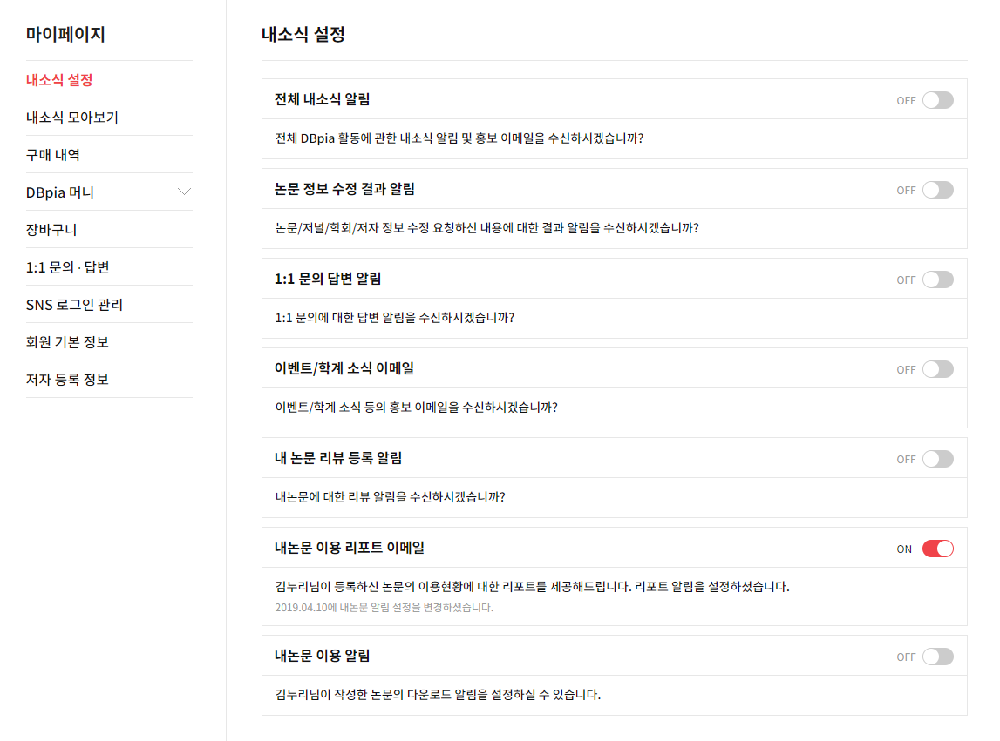 마이페이지
내소식 설정
내소식 모아보기
구매 내역
DBpia 머니
장바구니
1:1 문의 · 답변
SNS 로그인 관리
회원 기본 정보
저자 등록 정보
내소식 설정
전체 내소식 알림
OFF
전체 DBpia 활동에 관한 내소식 알림 및 홍보 이메일을 수신하시겠습니까?
논문 정보 수정 결과 알림
OFF
논문/저널/학회/저자 정보 수정 요청하신 내용에 대한 결과 알림을 수신하시겠습니까?
1:1 문의 답변 알림
OFF
1:1 문의에 대한 답변 알림을 수신하시겠습니까?
이벤트/학계 소식 이메일
OFF
이벤트/학계 소식 등의 홍보 이메일을 수신하시겠습니까?
내 논문 리뷰 등록 알림
OFF
내논문에 대한 리뷰 알림을 수신하시겠습니까?
내논문 이용 리포트 이메일
ON
김누리님이 등록하신 논문의 이용현황에 대한 리포트를 제공해드립니다. 리포트 알림을 설정하셨습니다.
2019.04.10에 내논문 알림 설정을 변경하셨습니다.
내논문 이용 알림
OFF
김누리님이 작성한 논문의 다운로드 알림을 설정하실 수 있습니다.